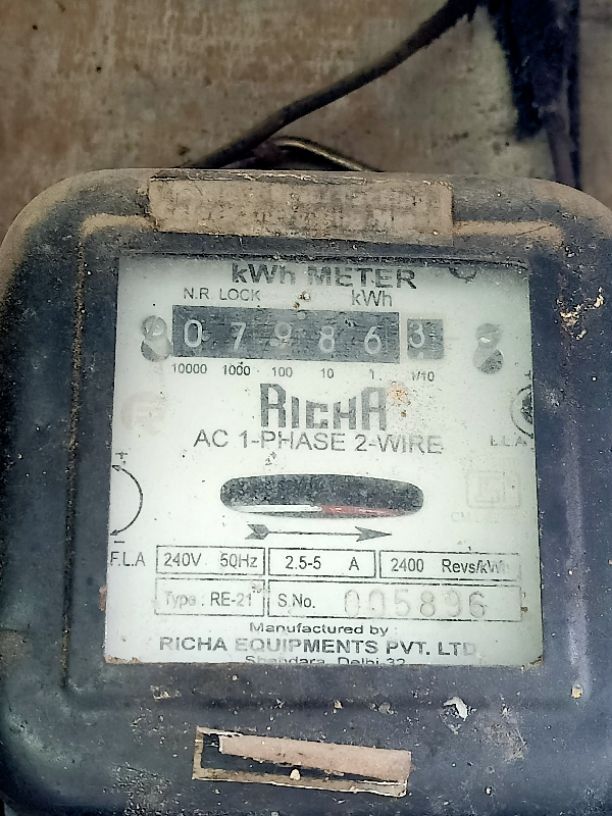 kWh METER
N.R. LOCK kWh
0 7 9 8 6 3
10000 1000 100 10 1 1/10
RICHA
AC 1-PHASE 2-WIRE
L.L.A
F.L.A
240V 50Hz 2.5-5 A 2400 Revs/kWh
Type : RE-21 S.No. 005896
Manufactured by :
RICHA EQUIPMENTS PVT. LTD
Shahdara, Delhi-32